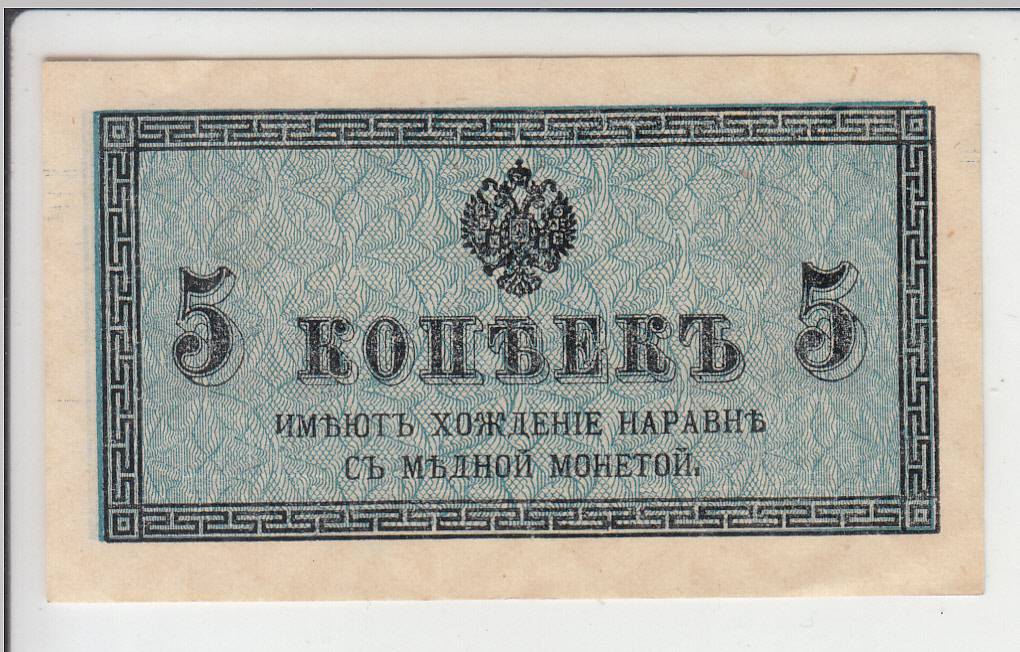 5 КОПѢЕКЪ 5
ИМѢЮТЪ ХОЖДЕНІЕ НАРАВНѢ
СЪ МѢДНОЙ МОНЕТОЙ.